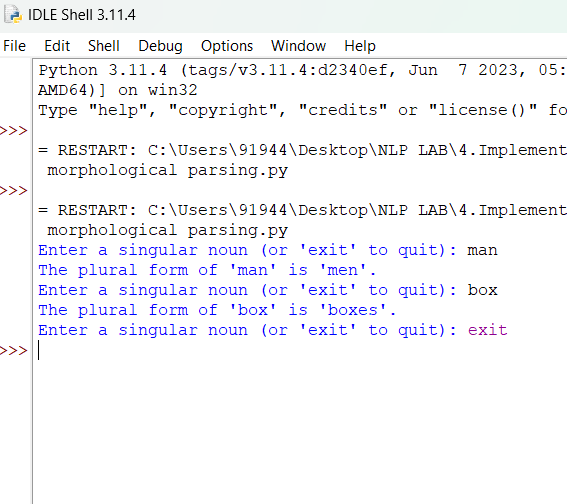 IDLE Shell 3.11.4
File Edit Shell Debug Options Window Help
Python 3.11.4 (tags/v3.11.4:d2340ef, Jun  7 2023, 05:
AMD64)] on win32
Type "help", "copyright", "credits" or "license()" fo
>>>
= RESTART: C:\Users\91944\Desktop\NLP LAB\4.Implement
 morphological parsing.py
>>>
= RESTART: C:\Users\91944\Desktop\NLP LAB\4.Implement
 morphological parsing.py
Enter a singular noun (or 'exit' to quit): man
The plural form of 'man' is 'men'.
Enter a singular noun (or 'exit' to quit): box
The plural form of 'box' is 'boxes'.
Enter a singular noun (or 'exit' to quit): exit
>>>